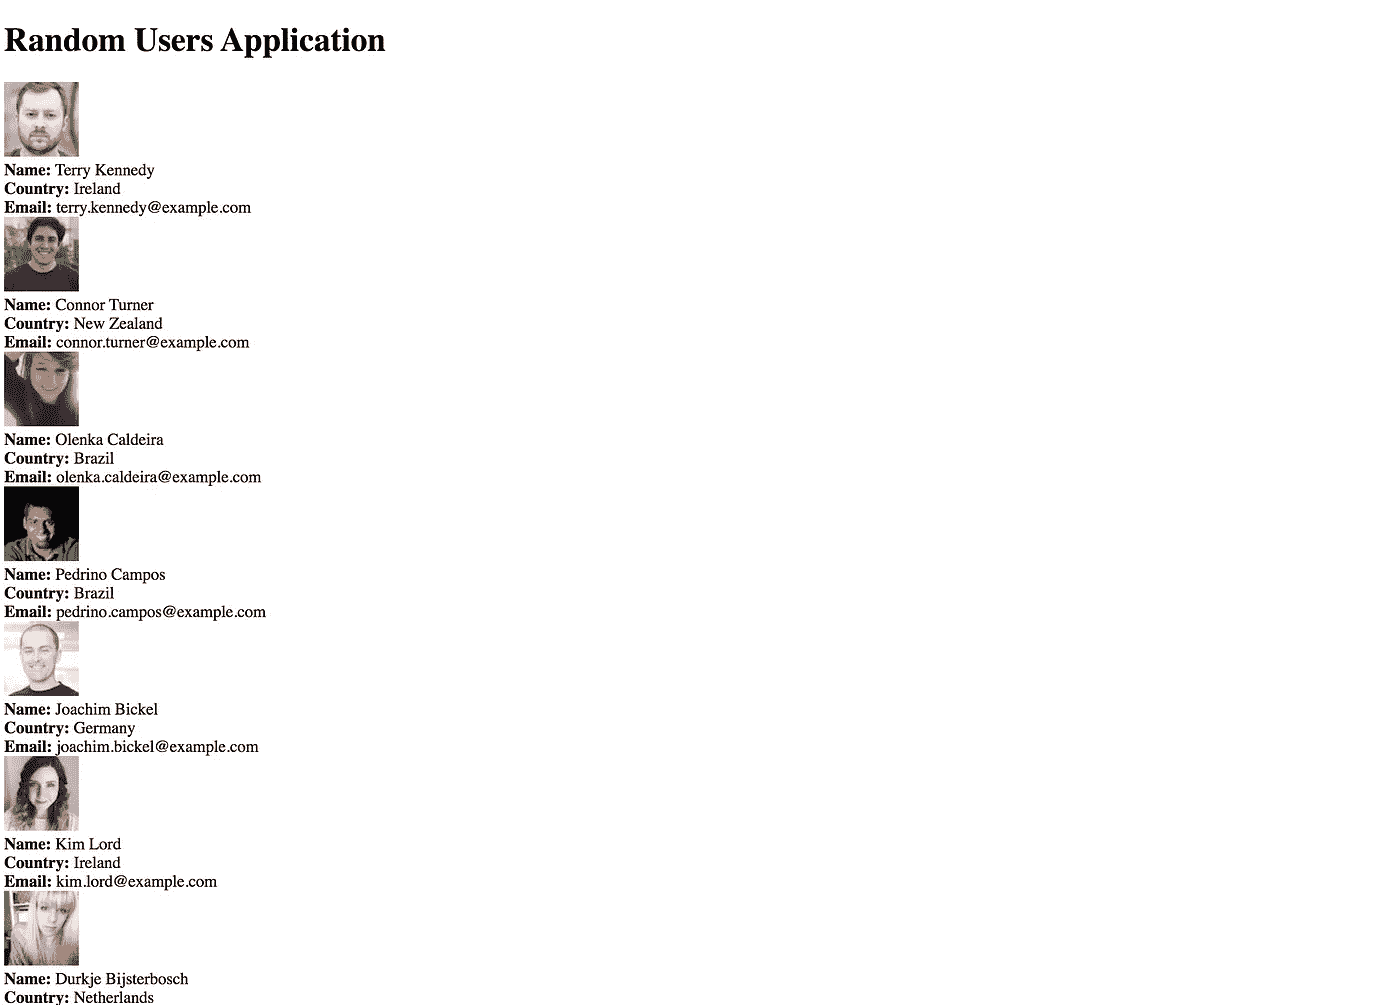 Random Users Application
Name: Terry Kennedy
Country: Ireland
Email: terry.kennedy@example.com
Name: Connor Turner
Country: New Zealand
Email: connor.turner@example.com
Name: Olenka Caldeira
Country: Brazil
Email: olenka.caldeira@example.com
Name: Pedrino Campos
Country: Brazil
Email: pedrino.campos@example.com
Name: Joachim Bickel
Country: Germany
Email: joachim.bickel@example.com
Name: Kim Lord
Country: Ireland
Email: kim.lord@example.com
Name: Durkje Bijsterbosch
Country: Netherlands